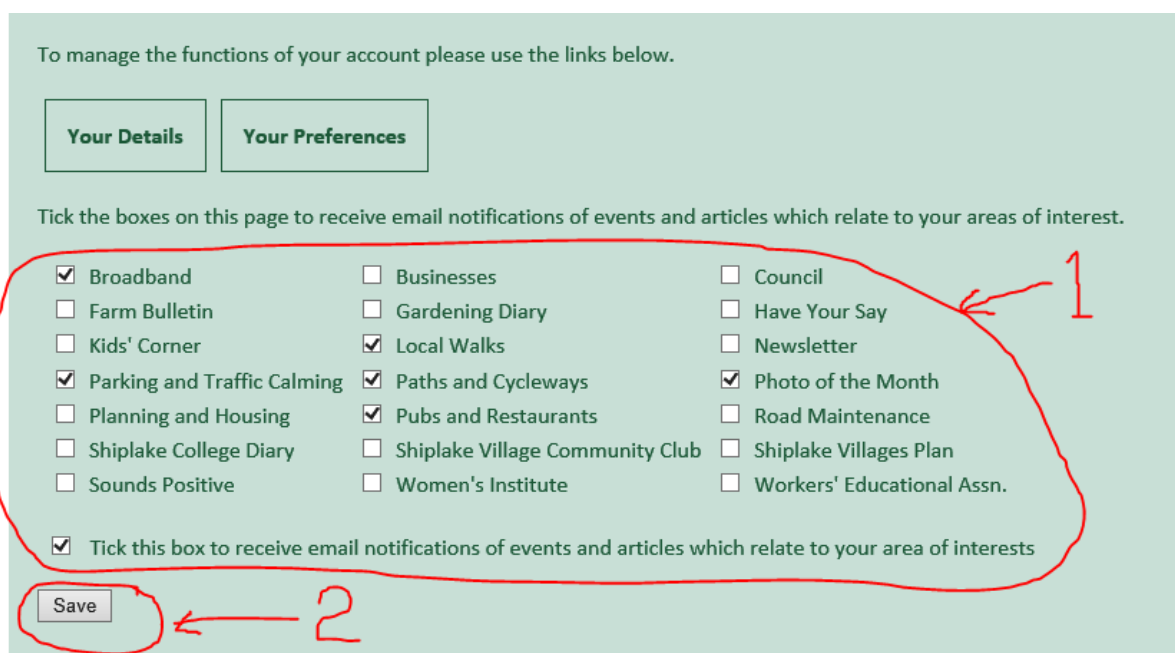 To manage the functions of your account please use the links below.
Your Details Your Preferences
Tick the boxes on this page to receive email notifications of events and articles which relate to your areas of interest.
Broadband Businesses Council
1
Farm Bulletin Gardening Diary Have Your Say
Kids' Corner Local Walks Newsletter
Parking and Traffic Calming Paths and Cycleways Photo of the Month
Planning and Housing Pubs and Restaurants Road Maintenance
Shiplake College Diary Shiplake Village Community Club Shiplake Villages Plan
Sounds Positive Women's Institute Workers' Educational Assn.
Tick this box to receive email notifications of events and articles which relate to your area of interests
Save
2